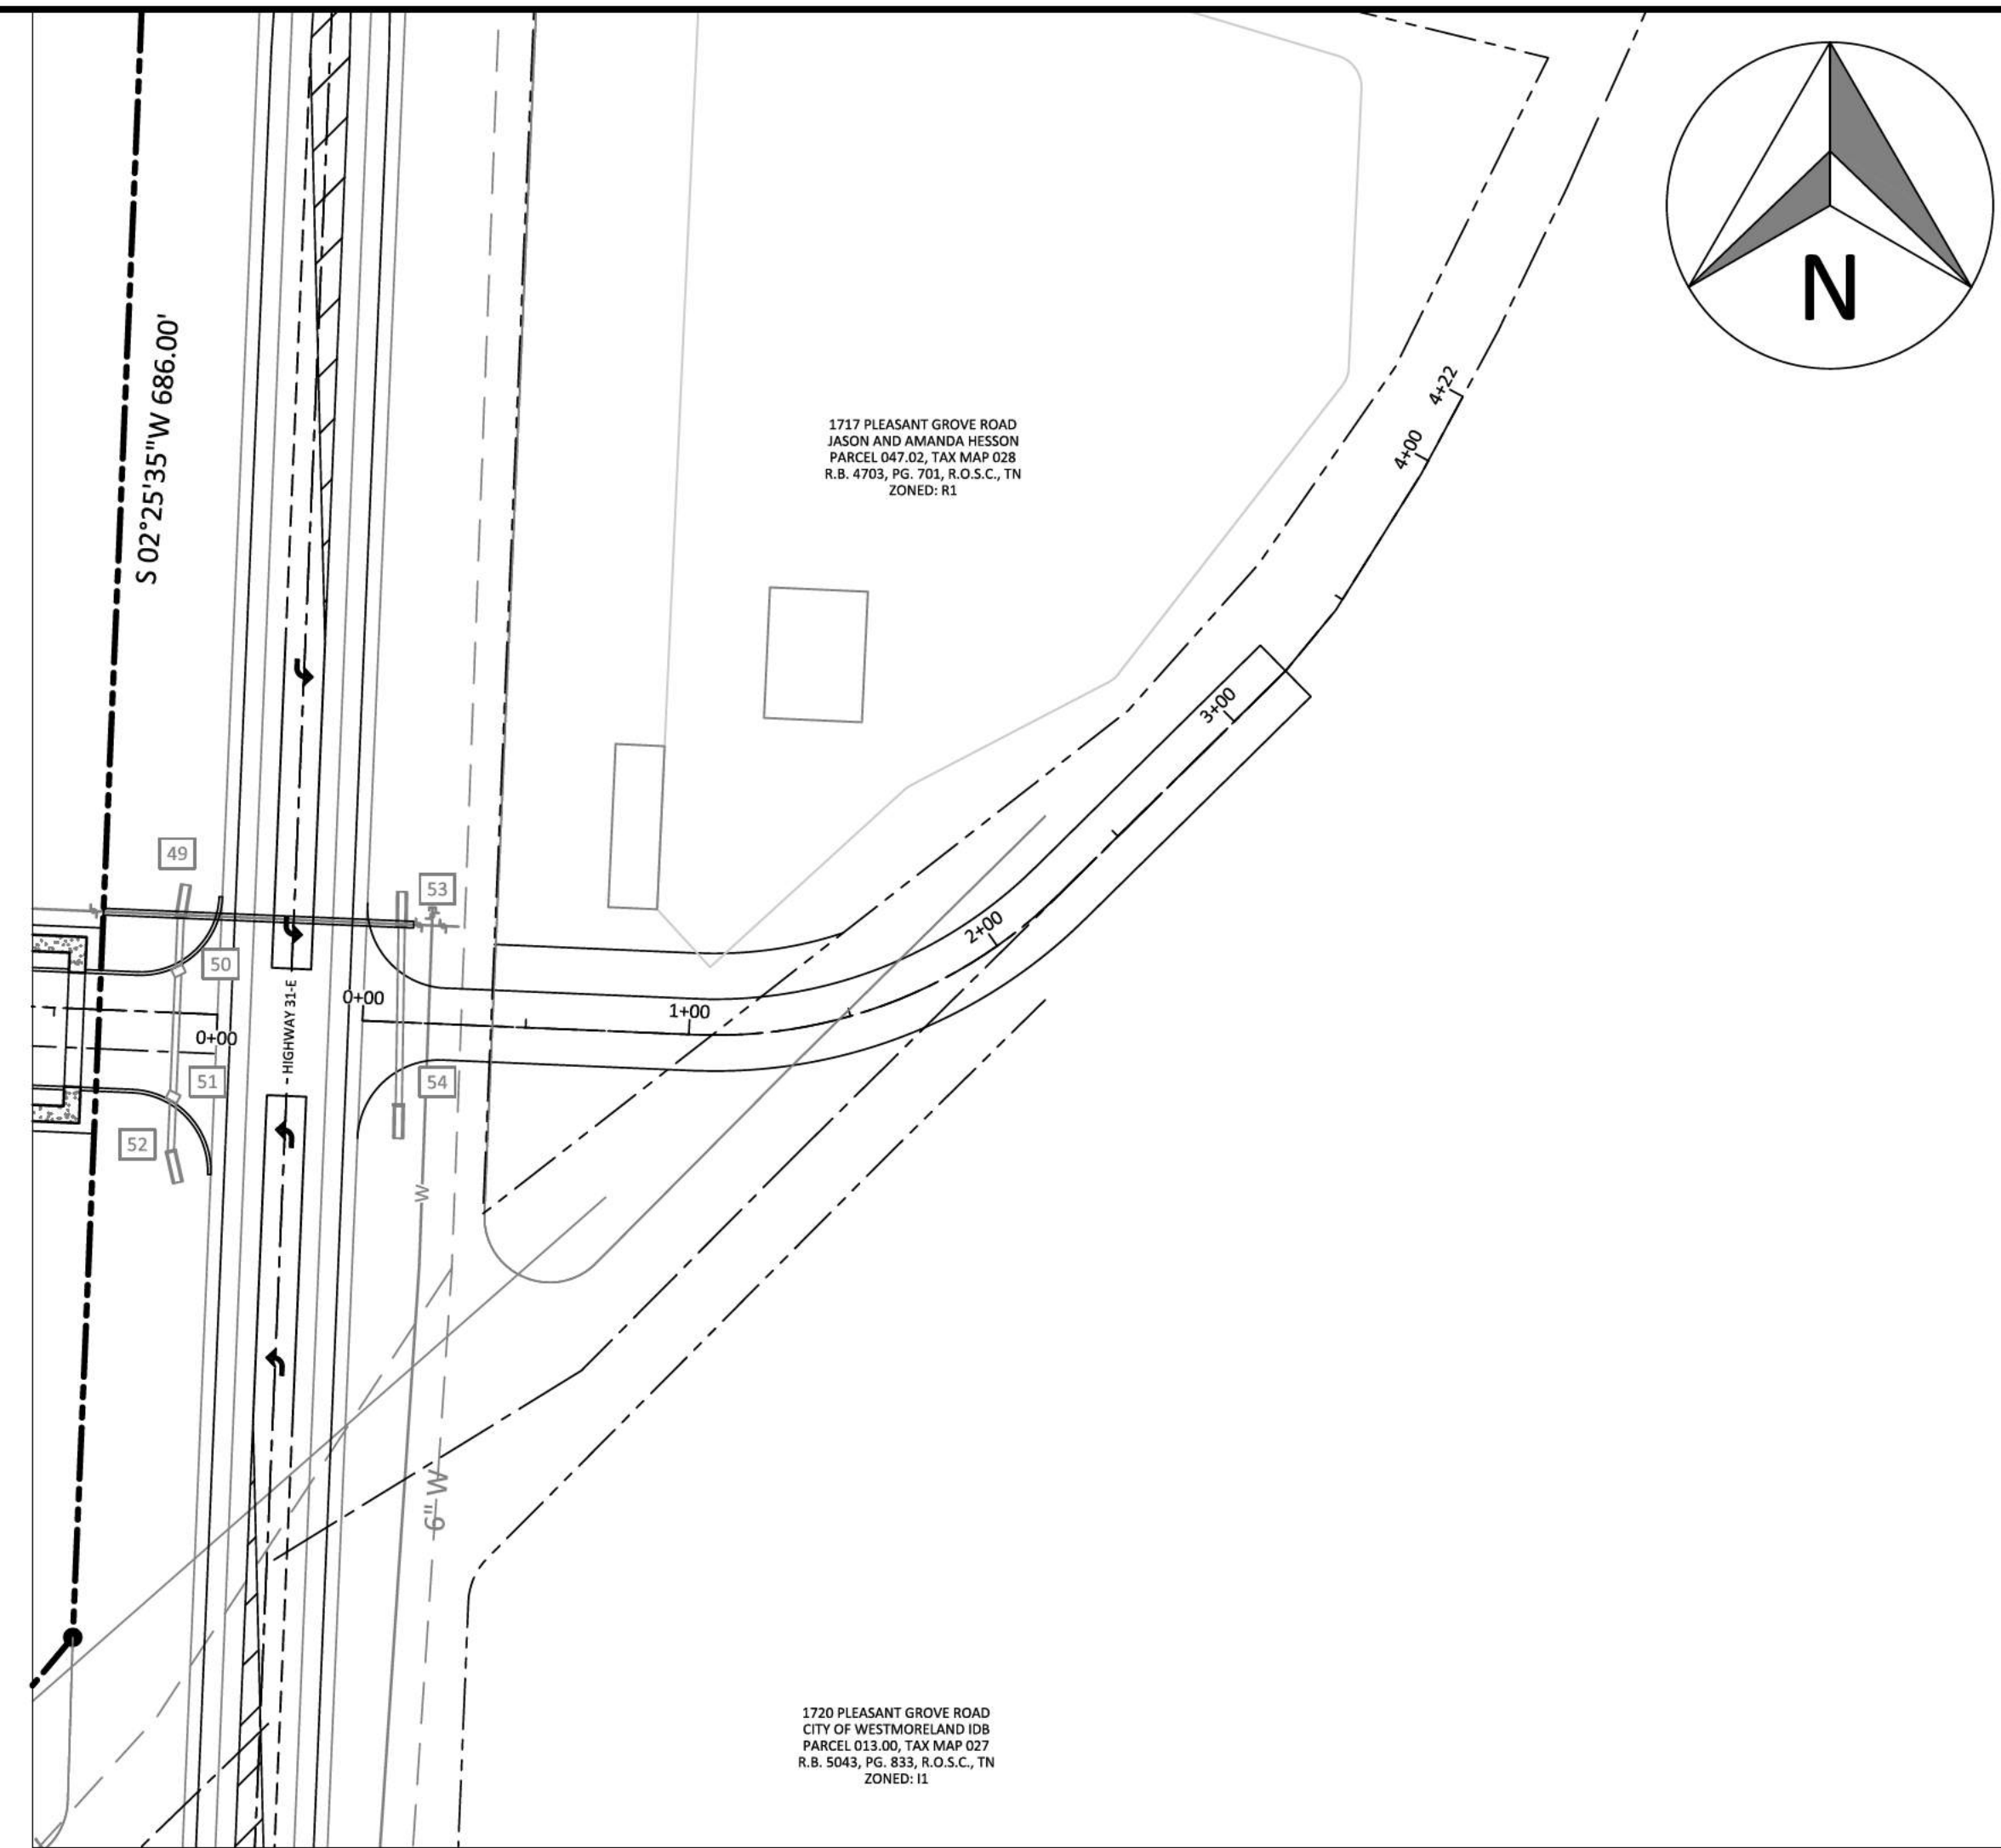 S 02°25'35"W 686.00'
N
1717 PLEASANT GROVE ROAD
JASON AND AMANDA HESSON
PARCEL 047.02, TAX MAP 028
R.B. 4703, PG. 701, R.O.S.C., TN
ZONED: R1
4+22
4+00
3+00
2+00
1+00
0+00
0+00
HIGHWAY 31-E
49
50
51
52
53
54
W
6" W
1720 PLEASANT GROVE ROAD
CITY OF WESTMORELAND IDB
PARCEL 013.00, TAX MAP 027
R.B. 5043, PG. 833, R.O.S.C., TN
ZONED: I1